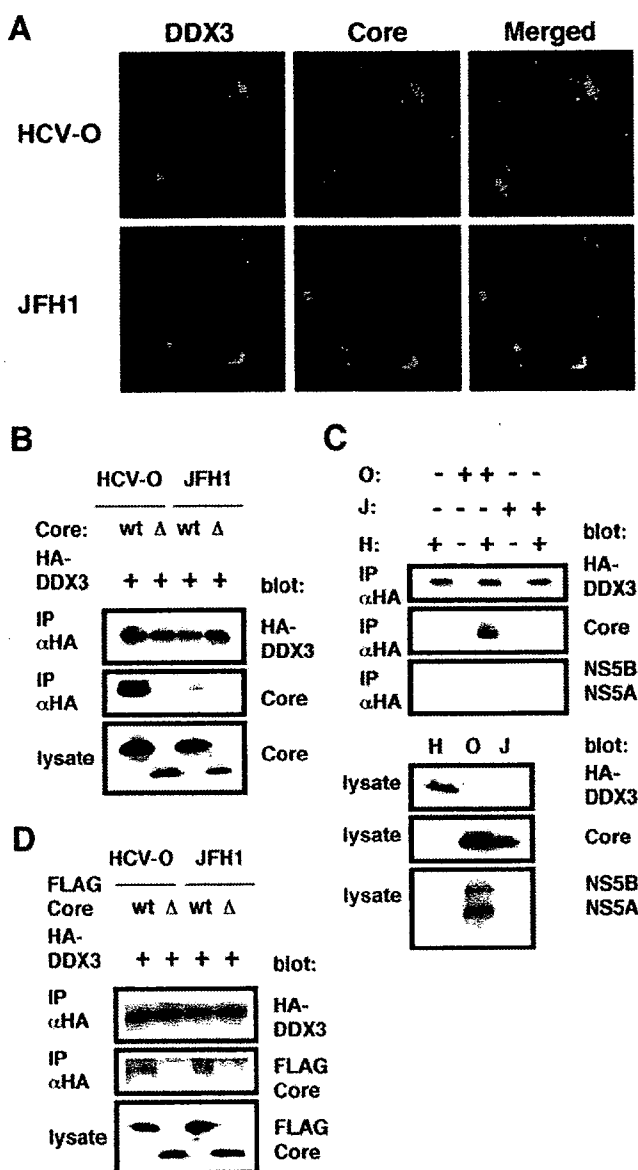 A
DDX3 Core Merged
HCV-O
JFH1
B
HCV-O JFH1
Core: wt Δ wt Δ
HA-
DDX3 + + + + blot:
IP
αHA
HA-
DDX3
IP
αHA
Core
lysate
Core
C
O: - + + - -
J: - - - + +
H: + - + - + blot:
IP
αHA
HA-
DDX3
IP
αHA
Core
IP
αHA
NS5B
NS5A
H O J blot:
lysate
HA-
DDX3
lysate
Core
lysate
NS5B
NS5A
D
HCV-O JFH1
FLAG
Core wt Δ wt Δ
HA-
DDX3 + + + + blot:
IP
αHA
HA-
DDX3
IP
αHA
FLAG
Core
lysate
FLAG
Core